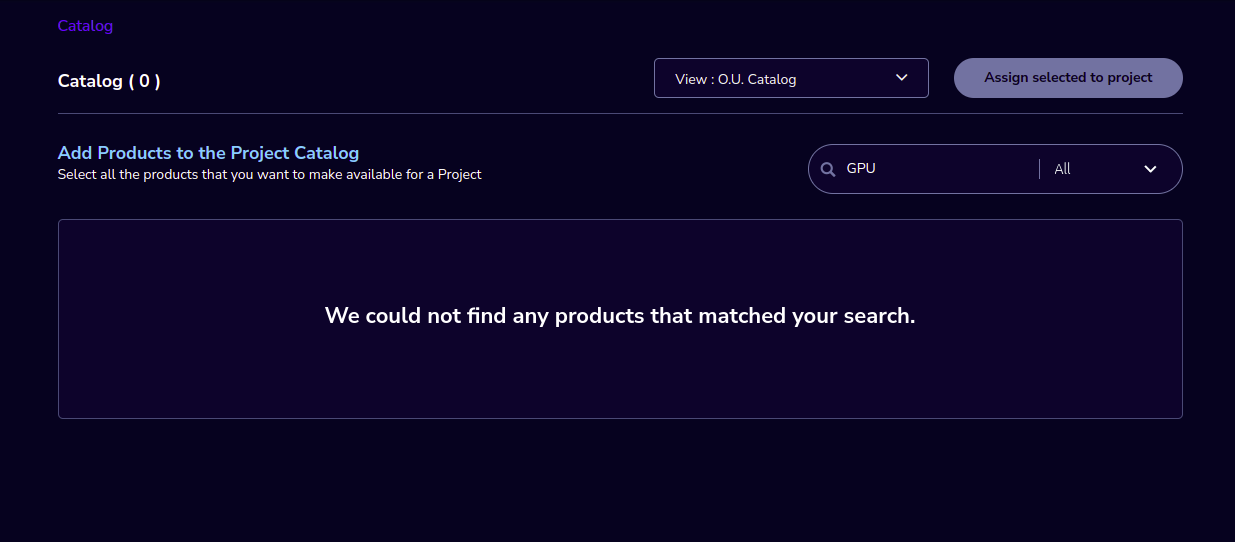 Catalog
Catalog ( 0 )
View : O.U. Catalog
Assign selected to project
Add Products to the Project Catalog
Select all the products that you want to make available for a Project
GPU
All
We could not find any products that matched your search.